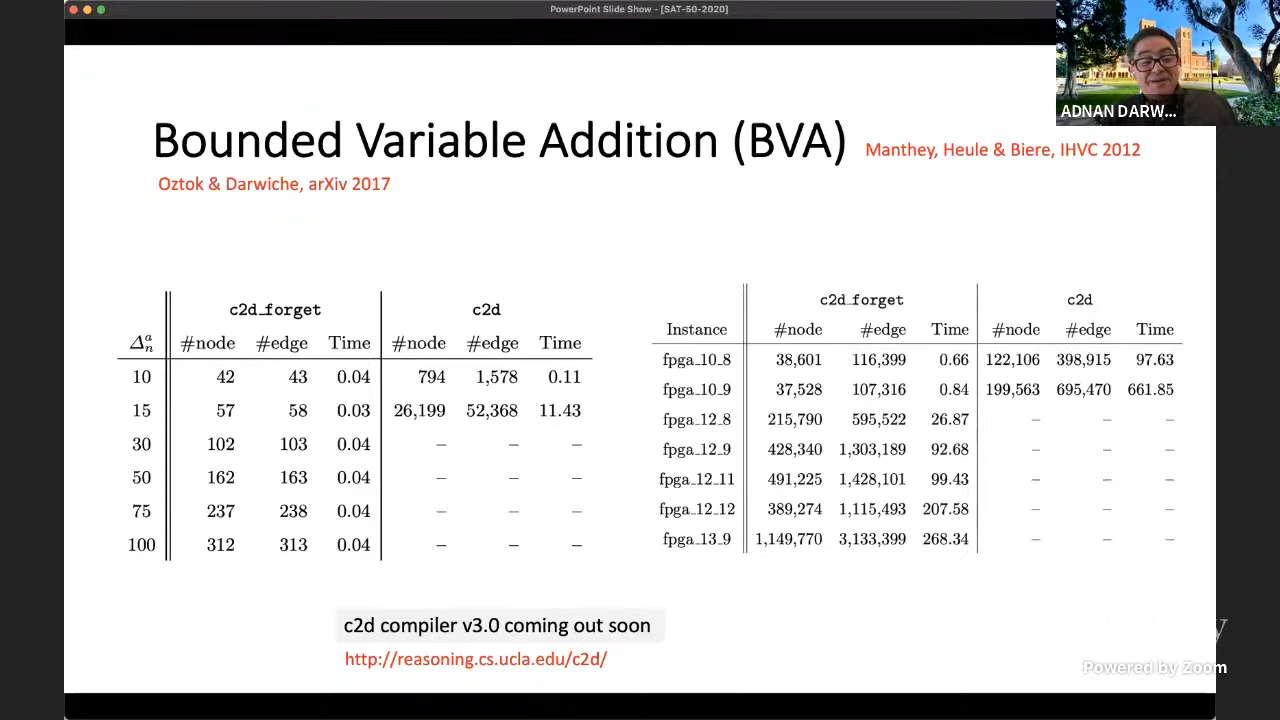 PowerPoint Slide Show - [SAT-50-2020]
ADNAN DARW...
Bounded Variable Addition (BVA) Manthey, Heule & Biere, IHVC 2012
Oztok & Darwiche, arXiv 2017
c2d_forget c2d
Δₙᵃ #node #edge Time #node #edge Time
10 42 43 0.04 794 1,578 0.11
15 57 58 0.03 26,199 52,368 11.43
30 102 103 0.04 – – –
50 162 163 0.04 – – –
75 237 238 0.04 – – –
100 312 313 0.04 – – –
c2d_forget c2d
Instance #node #edge Time #node #edge Time
fpga_10_8 38,601 116,399 0.66 122,106 398,915 97.63
fpga_10_9 37,528 107,316 0.84 199,563 695,470 661.85
fpga_12_8 215,790 595,522 26.87 – – –
fpga_12_9 428,340 1,303,189 92.68 – – –
fpga_12_11 491,225 1,428,101 99.43 – – –
fpga_12_12 389,274 1,115,493 207.58 – – –
fpga_13_9 1,149,770 3,133,399 268.34 – – –
c2d compiler v3.0 coming out soon
http://reasoning.cs.ucla.edu/c2d/
Powered by Zoom